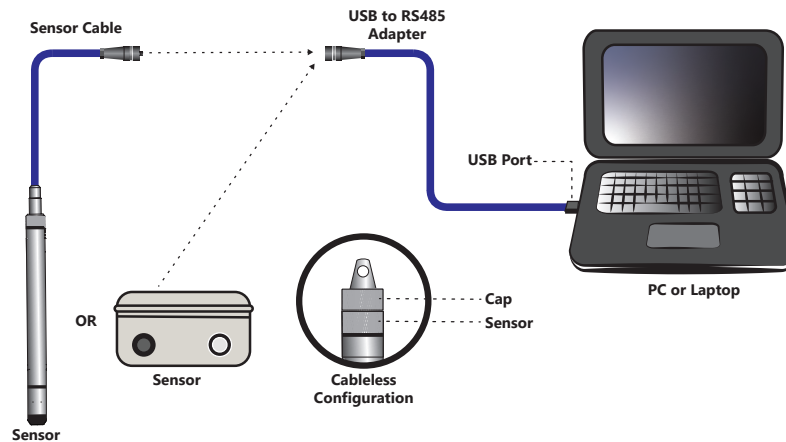 USB to RS485
Adapter
Sensor Cable
USB Port
PC or Laptop
OR
Cap
Sensor
Sensor
Cableless
Configuration
Sensor